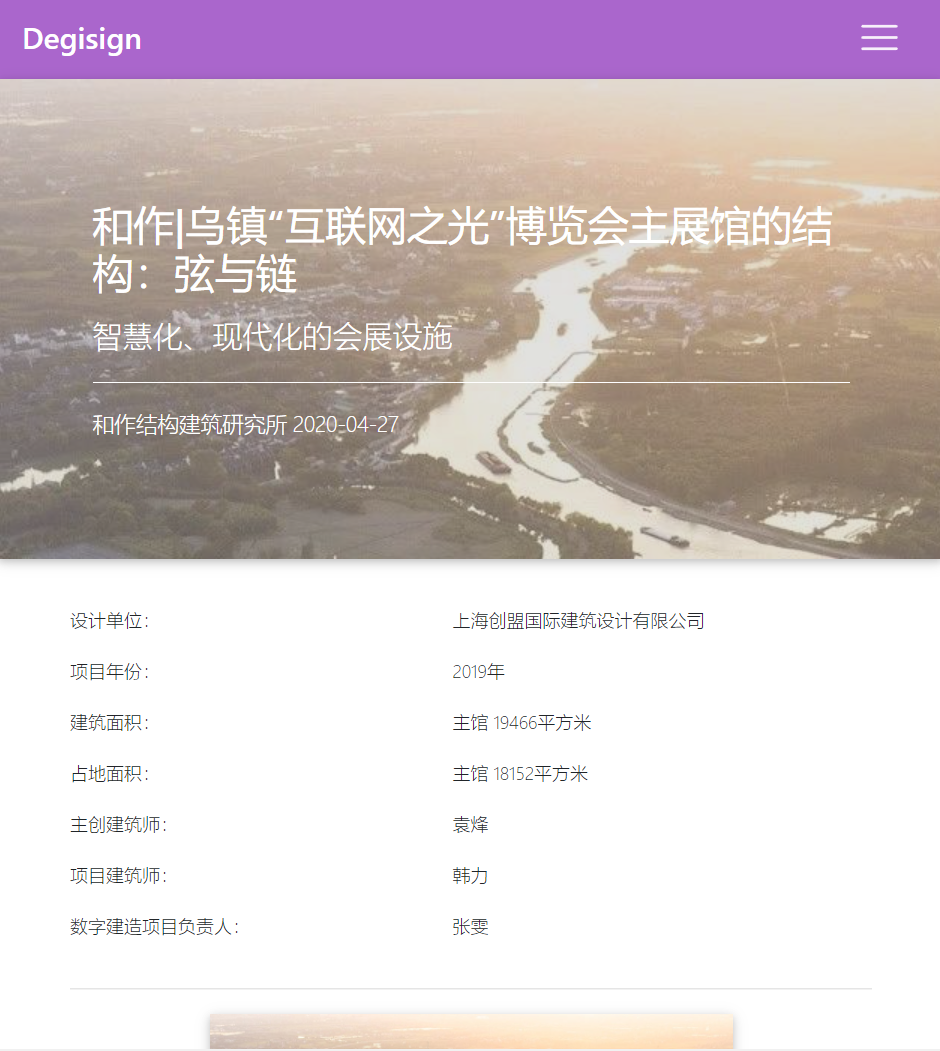 Degisign
和作|乌镇“互联网之光”博览会主展馆的结
构：弦与链
智慧化、现代化的会展设施
和作结构建筑研究所 2020-04-27
设计单位： 上海创盟国际建筑设计有限公司
项目年份： 2019年
建筑面积： 主馆 19466平方米
占地面积： 主馆 18152平方米
主创建筑师： 袁烽
项目建筑师： 韩力
数字建造项目负责人： 张雯